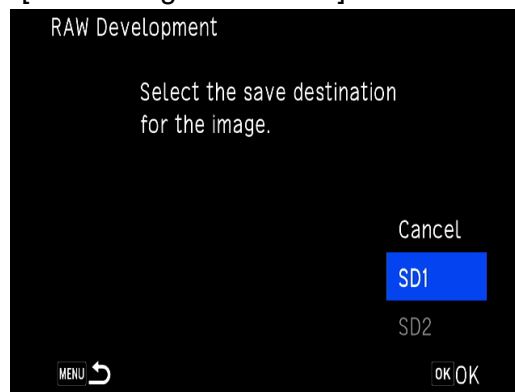 RAW Development
Select the save destination
for the image.
Cancel
SD1
SD2
MENU
OK OK